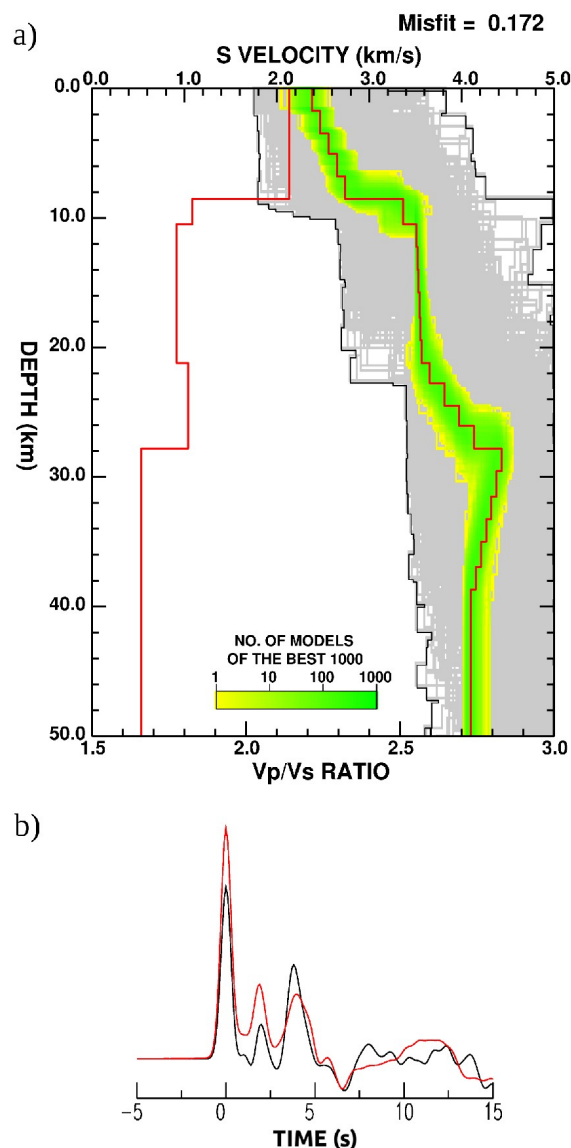 Misfit = 0.172
a)
S VELOCITY (km/s)
0.0 1.0 2.0 3.0 4.0 5.0
0.0
10.0
20.0
30.0
40.0
50.0
DEPTH (km)
NO. OF MODELS
OF THE BEST 1000
1 10 100 1000
1.5 2.0 2.5 3.0
Vp/Vs RATIO
b)
−5 0 5 10 15
TIME (s)